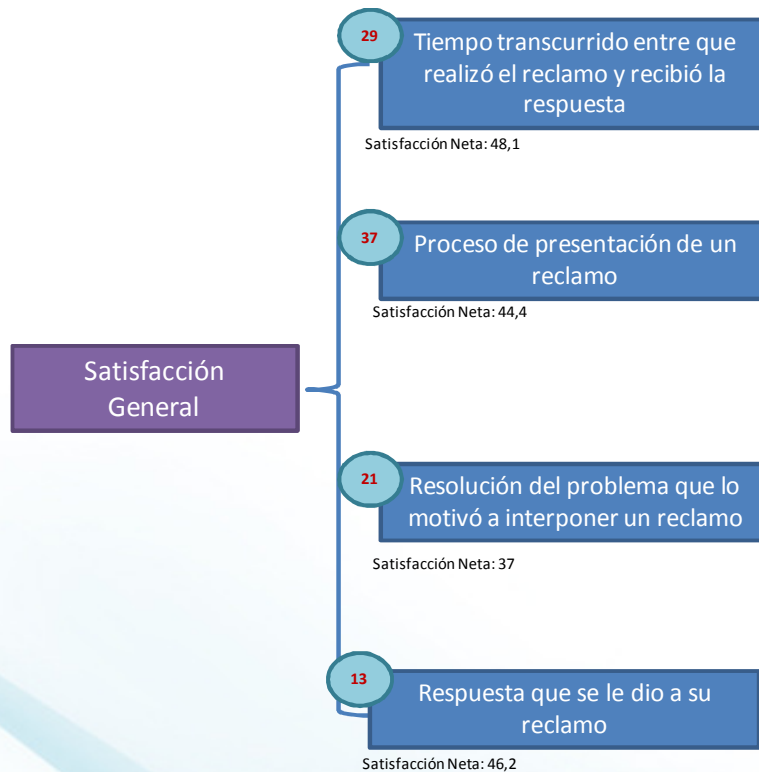 29
Tiempo transcurrido entre que
realizó el reclamo y recibió la
respuesta
Satisfacción Neta: 48,1
37
Proceso de presentación de un
reclamo
Satisfacción Neta: 44,4
Satisfacción
General
21
Resolución del problema que lo
motivó a interponer un reclamo
Satisfacción Neta: 37
13
Respuesta que se le dio a su
reclamo
Satisfacción Neta: 46,2